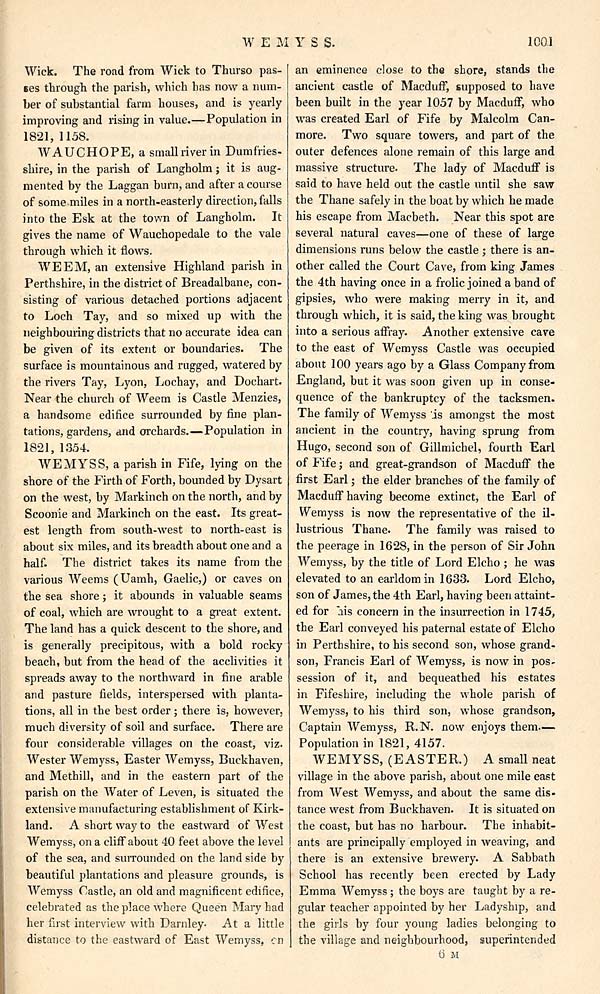 WEMYSS.
1001
Wick. The road from Wick to Thurso pas-
ses through the parish, which has now a num-
ber of substantial farm houses, and is yearly
improving and rising in value.—Population in
1821, 1158.
WAUCHOPE, a small river in Dumfries-
shire, in the parish of Langholm; it is aug-
mented by the Laggan burn, and after a course
of some miles in a north-easterly direction, falls
into the Esk at the town of Langholm. It
gives the name of Wauchopedale to the vale
through which it flows.
WEEM, an extensive Highland parish in
Perthshire, in the district of Breadalbane, con-
sisting of various detached portions adjacent
to Loch Tay, and so mixed up with the
neighbouring districts that no accurate idea can
be given of its extent or boundaries. The
surface is mountainous and rugged, watered by
the rivers Tay, Lyon, Lochay, and Dochart.
Near the church of Weem is Castle Menzies,
a handsome edifice surrounded by fine plan-
tations, gardens, and orchards.—Population in
1821, 1354.
WEMYSS, a parish in Fife, lying on the
shore of the Firth of Forth, bounded by Dysart
on the west, by Markinch on the north, and by
Scoonie and Markinch on the east. Its great-
est length from south-west to north-east is
about six miles, and its breadth about one and a
half. The district takes its name from the
various Weems (Uamh, Gaelic,) or caves on
the sea shore; it abounds in valuable seams
of coal, which are wrought to a great extent.
The land has a quick descent to the shore, and
is generally precipitous, with a bold rocky
beach, but from the head of the acclivities it
spreads away to the northward in fine arable
and pasture fields, interspersed with planta-
tions, all in the best order; there is, however,
much diversity of soil and surface. There are
four considerable villages on the coast, viz.
Wester Wemyss, Easter Wemyss, Buckhaven,
and Methill, and in the eastern part of the
parish on the Water of Leven, is situated the
extensive manufacturing establishment of Kirk-
land. A short way to the eastward of West
Wemyss, on a cliff about 40 feet above the level
of the sea, and surrounded on the land side by
beautiful plantations and pleasure grounds, is
Wemyss Castle, an old and magnificent edifice,
celebrated as the place where Queen Mary had
her first interview with Darnley. At a little
distance to the eastward of East Wemyss, on
an eminence close to the shore, stands the
ancient castle of Macduff, supposed to have
been built in the year 1057 by Macduff, who
was created Earl of Fife by Malcolm Can-
more. Two square towers, and part of the
outer defences alone remain of this large and
massive structure. The lady of Macduff is
said to have held out the castle until she saw
the Thane safely in the boat by which he made
his escape from Macbeth. Near this spot are
several natural caves—one of these of large
dimensions runs below the castle; there is an-
other called the Court Cave, from king James
the 4th having once in a frolic joined a band of
gipsies, who were making merry in it, and
through which, it is said, the king was brought
into a serious affray. Another extensive cave
to the east of Wemyss Castle was occupied
about 100 years ago by a Glass Company from
England, but it was soon given up in conse-
quence of the bankruptcy of the tacksmen.
The family of Wemyss is amongst the most
ancient in the country, having sprung from
Hugo, second son of Gillmichel, fourth Earl
of Fife; and great-grandson of Macduff the
first Earl; the elder branches of the family of
Macduff having become extinct, the Earl of
Wemyss is now the representative of the il-
lustrious Thane. The family was raised to
the peerage in 1628, in the person of Sir John
Wemyss, by the title of Lord Elcho; he was
elevated to an earldom in 1633. Lord Elcho,
son of James, the 4th Earl, having been attaint-
ed for his concern in the insurrection in 1745,
the Earl conveyed his paternal estate of Elcho
in Perthshire, to his second son, whose grand-
son, Francis Earl of Wemyss, is now in pos-
session of it, and bequeathed his estates
in Fifeshire, including the whole parish of
Wemyss, to his third son, whose grandson,
Captain Wemyss, R.N. now enjoys them.—
Population in 1821, 4157.
WEMYSS, (EASTER.) A small neat
village in the above parish, about one mile east
from West Wemyss, and about the same dis-
tance west from Buckhaven. It is situated on
the coast, but has no harbour. The inhabit-
ants are principally employed in weaving, and
there is an extensive brewery. A Sabbath
School has recently been erected by Lady
Emma Wemyss; the boys are taught by a re-
gular teacher appointed by her Ladyship, and
the girls by four young ladies belonging to
the village and neighbourhood, superintended
6 M